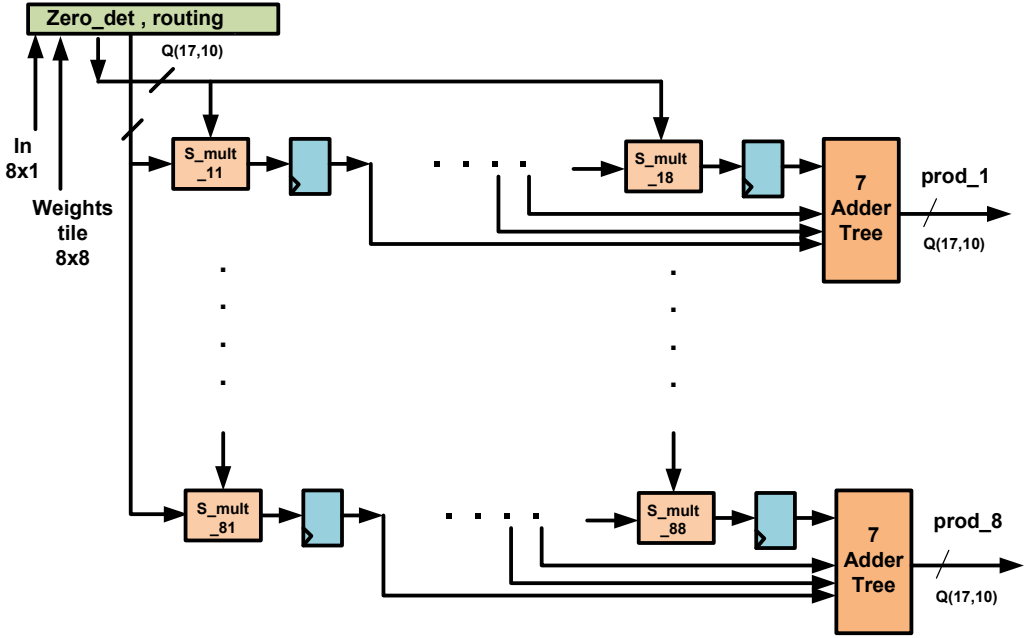 Zero_det , routing
Q(17,10)
In
8x1
Weights
tile
8x8
S_mult
_11
S_mult
_18
7
Adder
Tree
prod_1
Q(17,10)
S_mult
_81
S_mult
_88
7
Adder
Tree
prod_8
Q(17,10)